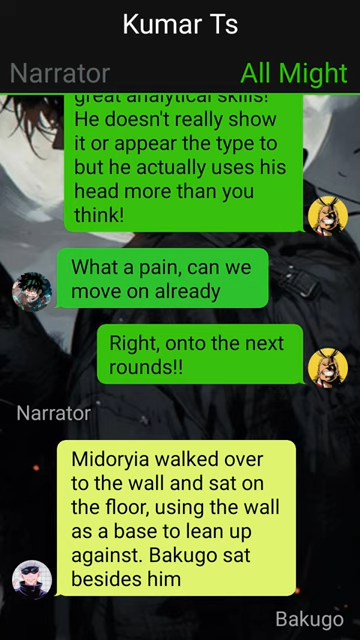 Kumar Ts
Narrator
All Might
great analytical skills!
He doesn't really show
it or appear the type to
but he actually uses his
head more than you
think!
What a pain, can we
move on already
Right, onto the next
rounds!!
Narrator
Midoryia walked over
to the wall and sat on
the floor, using the wall
as a base to lean up
against. Bakugo sat
besides him
Bakugo